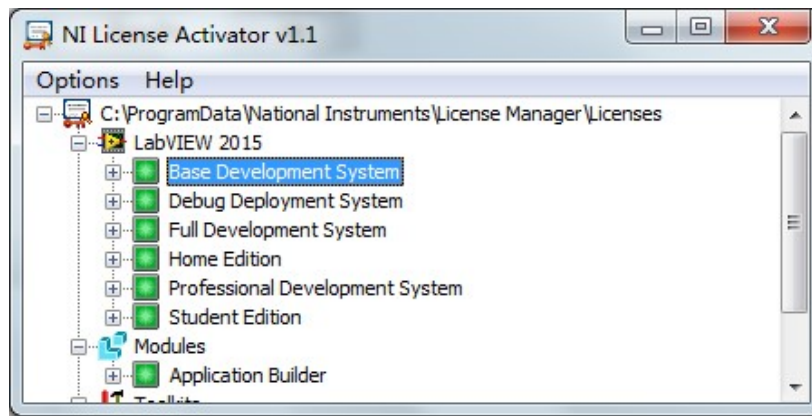 NI License Activator v1.1
Options Help
C:\ProgramData\National Instruments\License Manager\Licenses
LabVIEW 2015
Base Development System
Debug Deployment System
Full Development System
Home Edition
Professional Development System
Student Edition
Modules
Application Builder
Toolkits